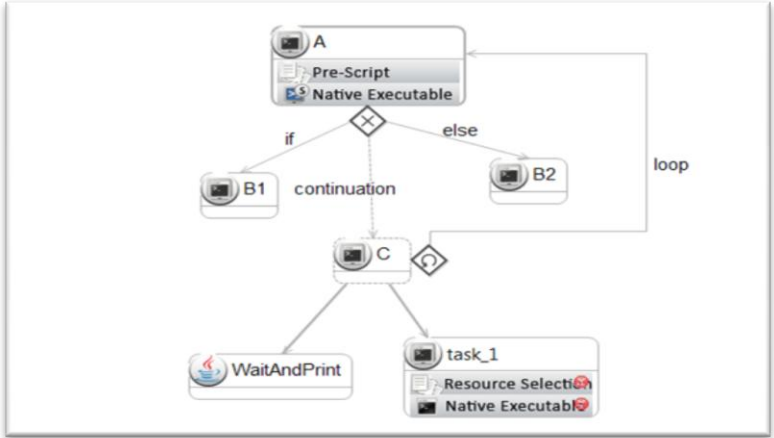 A
Pre-Script
Native Executable
if
else
loop
B1
continuation
B2
C
WaitAndPrint
task_1
Resource Selection
Native Executable